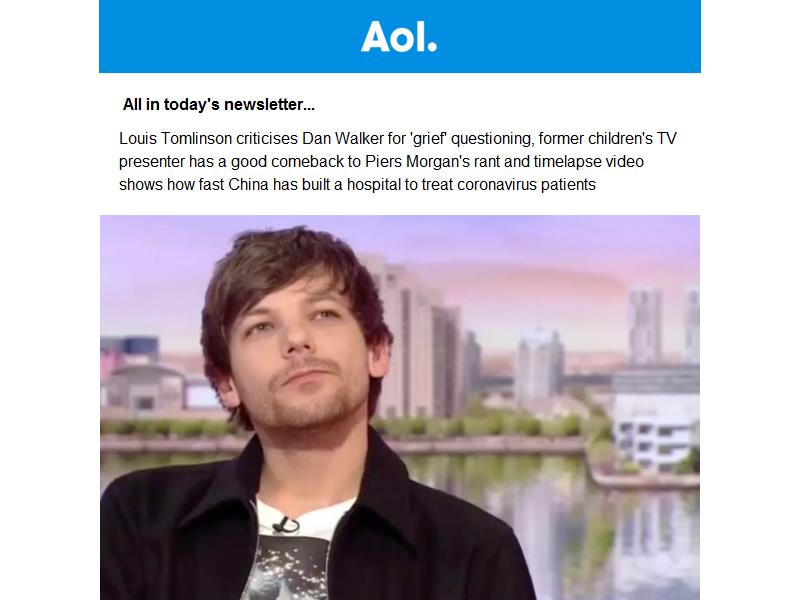 Aol.
All in today's newsletter...
Louis Tomlinson criticises Dan Walker for 'grief' questioning, former children's TV
presenter has a good comeback to Piers Morgan's rant and timelapse video
shows how fast China has built a hospital to treat coronavirus patients